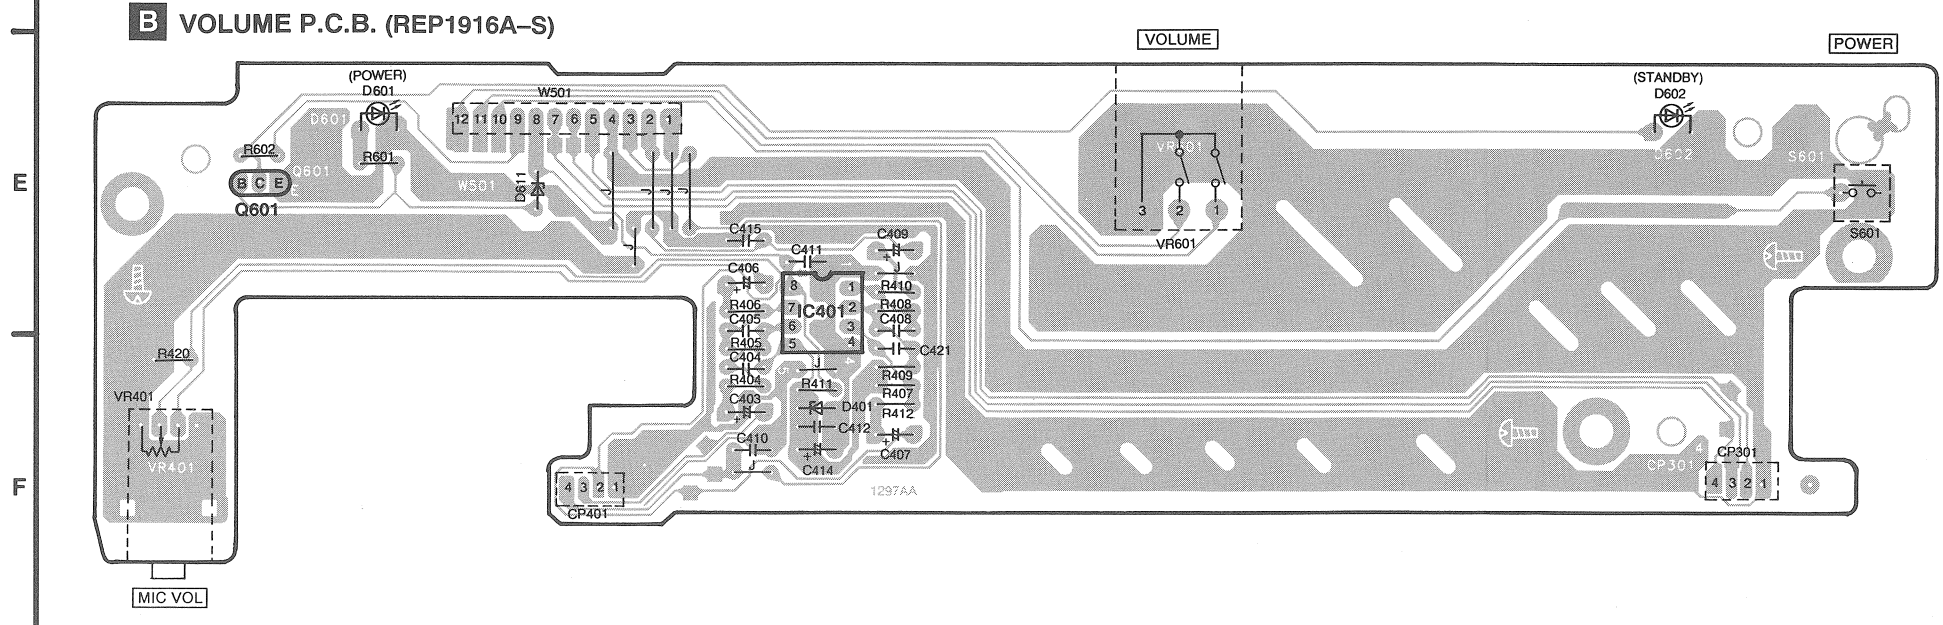 B VOLUME P.C.B. (REP1916A–S)
VOLUME
POWER
(POWER)
D601
D601
W501
12 11 10 9 8 7 6 5 4 3 2 1
(STANDBY)
D602
D602
S601
E
R602
R601
Q601
E
B C E
Q601
W501
D611
J
J
J
J
J
VR601
3 2 1
VR601
S601
C415
C411
C409
J
C406
+
+
8 1
R410
R406
7 IC401 2
R408
C405
6 3
C408
R405
5 4
C421
C404
J
4
R409
R404
R411
R407
C403
+
D401
R412
C412
C410
J
C414
+
C407
+
R420
VR401
VR401
F
4 3 2 1
CP401
1297AA
4
CP301
CP301
4 3 2 1
MIC VOL